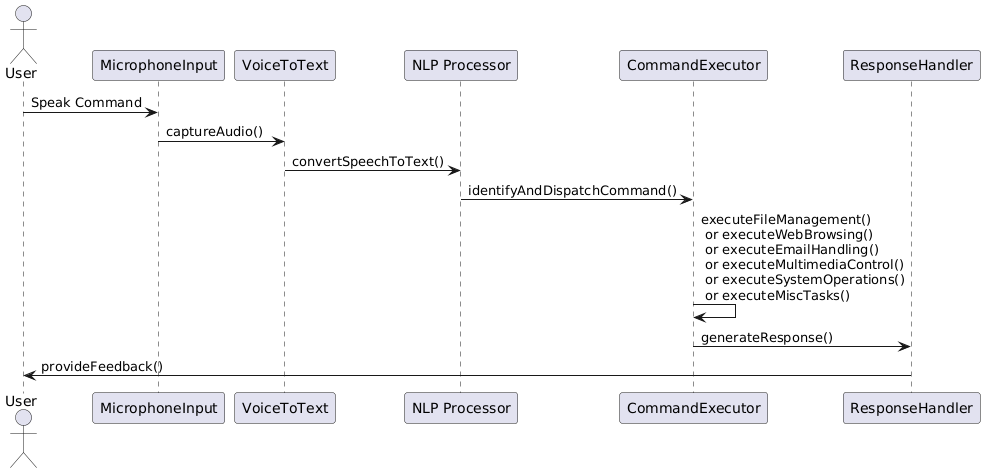 User
MicrophoneInput
VoiceToText
NLP Processor
CommandExecutor
ResponseHandler
Speak Command
captureAudio()
convertSpeechToText()
identifyAndDispatchCommand()
executeFileManagement()
or executeWebBrowsing()
or executeEmailHandling()
or executeMultimediaControl()
or executeSystemOperations()
or executeMiscTasks()
generateResponse()
provideFeedback()
User
MicrophoneInput
VoiceToText
NLP Processor
CommandExecutor
ResponseHandler